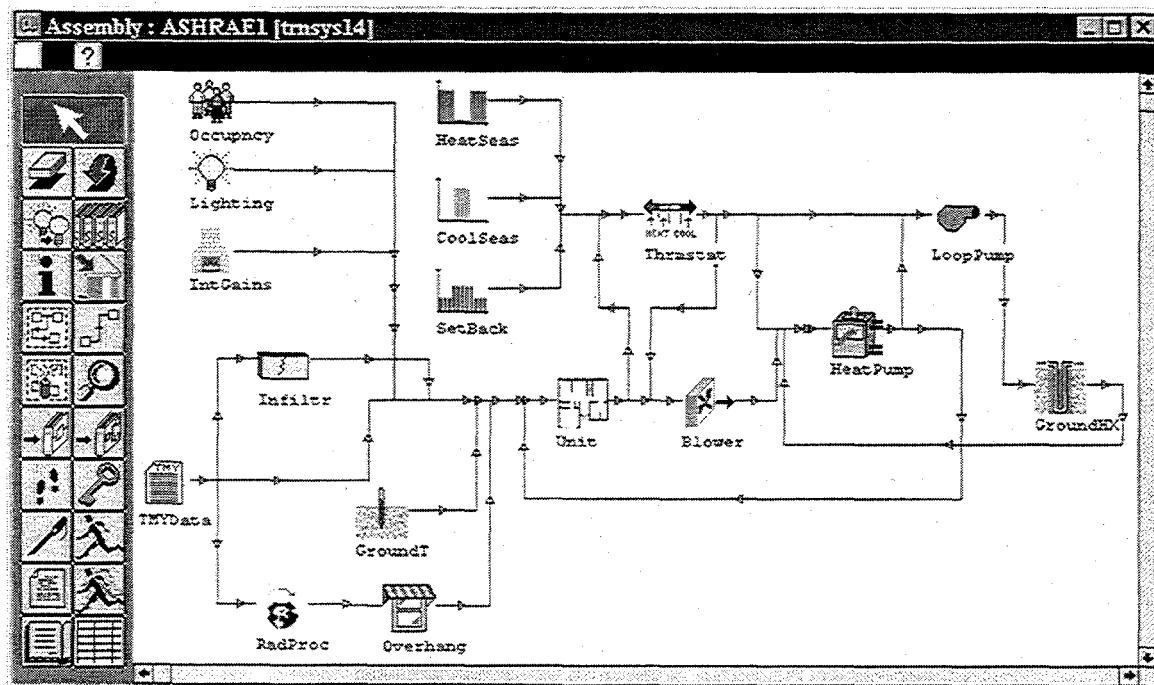 Assembly : ASHRAE1 [trnsys14]
?
Occupncy
HeatSeas
Lighting
CoolSeas
HEAT COOL
Thrmstat
LoopPump
IntGains
SetBack
HeatPump
Infiltr
Unit
Blower
GroundHX
TMY
TMYData
GroundT
RadProc
Overhang